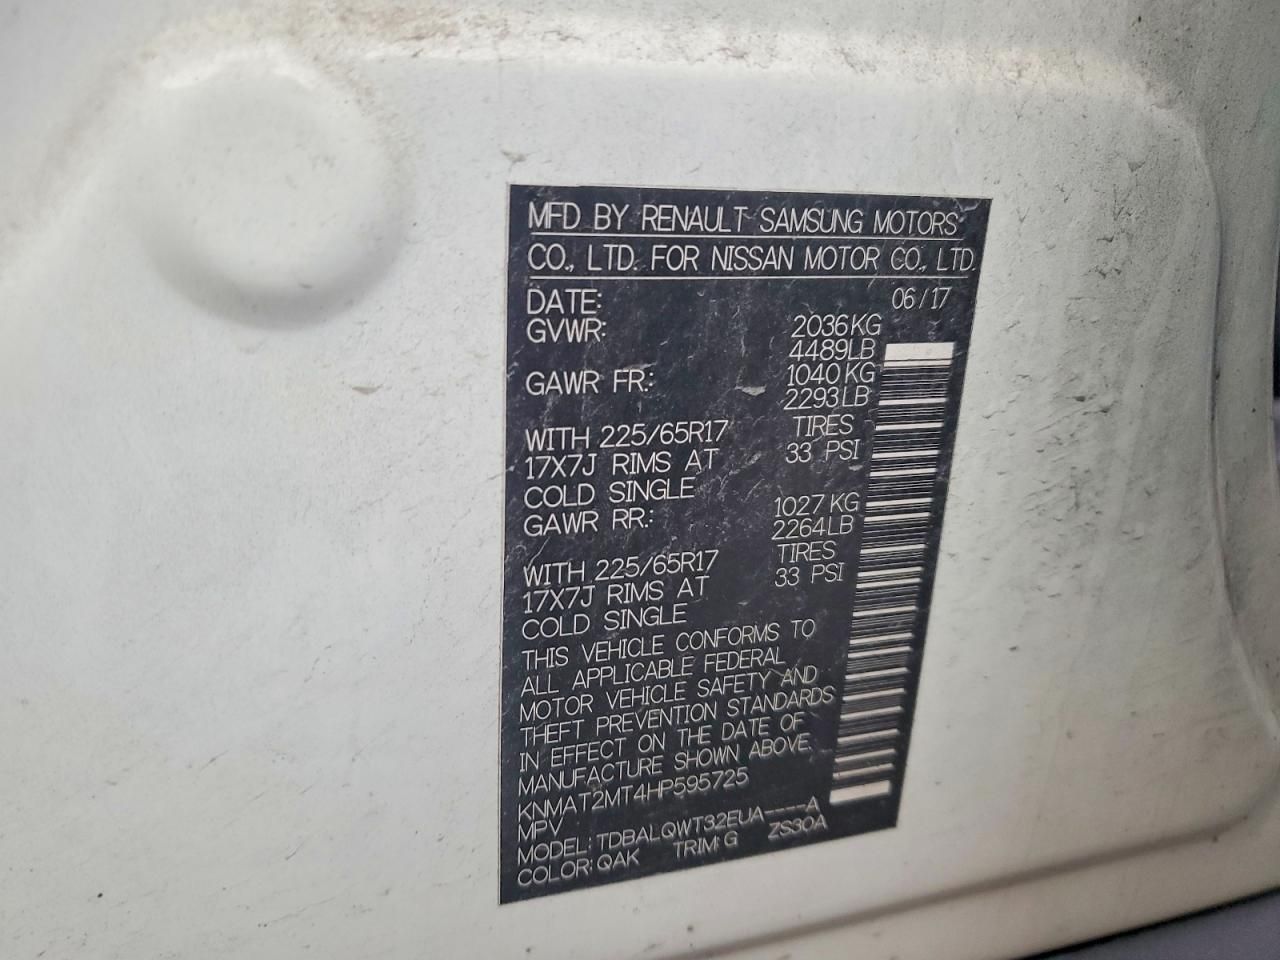 MFD BY RENAULT SAMSUNG MOTORS
CO., LTD. FOR NISSAN MOTOR CO., LTD.
DATE: 06/17
GVWR: 2036KG
4489LB
GAWR FR.: 1040KG
2293LB
WITH 225/65R17 TIRES
17X7J RIMS AT 33 PSI
COLD SINGLE
GAWR RR.: 1027KG
2264LB
WITH 225/65R17 TIRES
17X7J RIMS AT 33 PSI
COLD SINGLE
THIS VEHICLE CONFORMS TO
ALL APPLICABLE FEDERAL
MOTOR VEHICLE SAFETY AND
THEFT PREVENTION STANDARDS
IN EFFECT ON THE DATE OF
MANUFACTURE SHOWN ABOVE.
KNMAT2MT4HP595725
MPV
MODEL: TDBALQWT32EUA----A
COLOR: QAK TRIM: G ZS30A